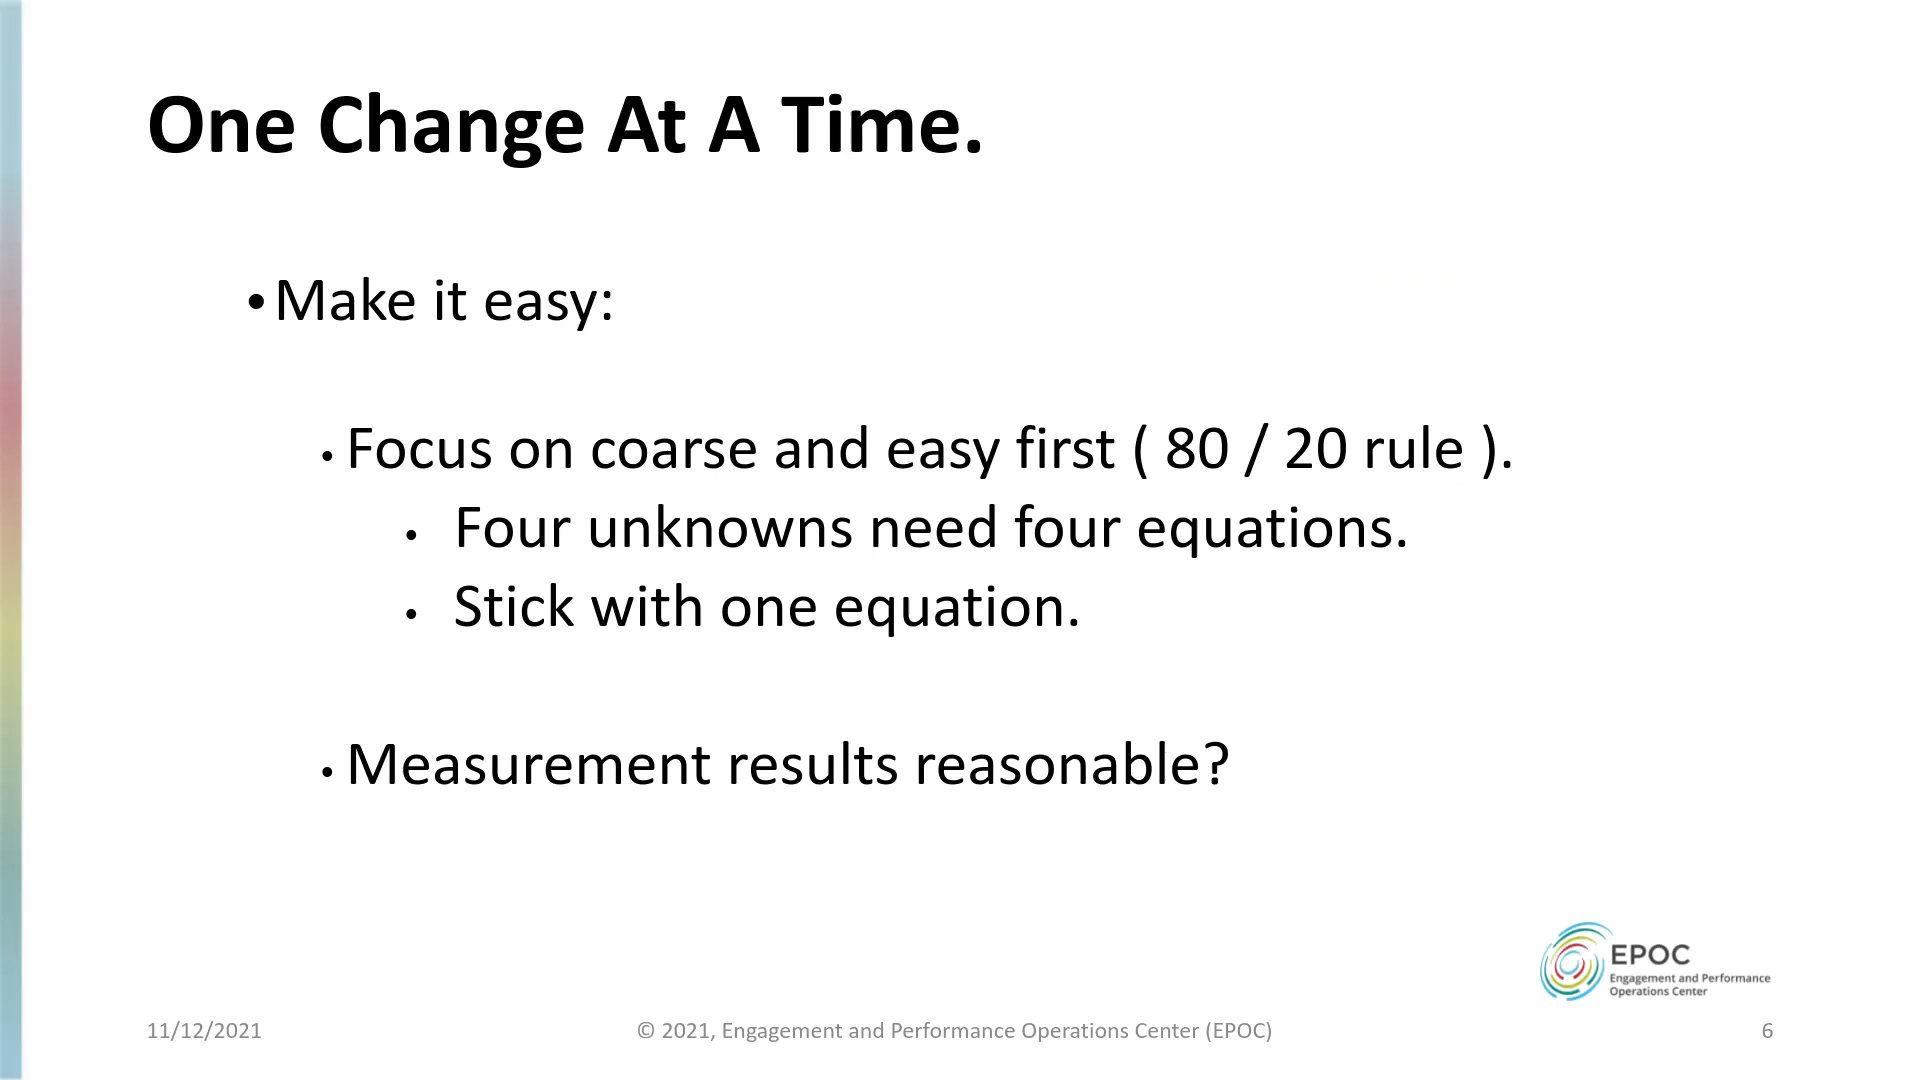 One Change At A Time.
• Make it easy:
• Focus on coarse and easy first ( 80 / 20 rule ).
• Four unknowns need four equations.
• Stick with one equation.
• Measurement results reasonable?
EPOC
Engagement and Performance
Operations Center
11/12/2021
© 2021, Engagement and Performance Operations Center (EPOC)
6